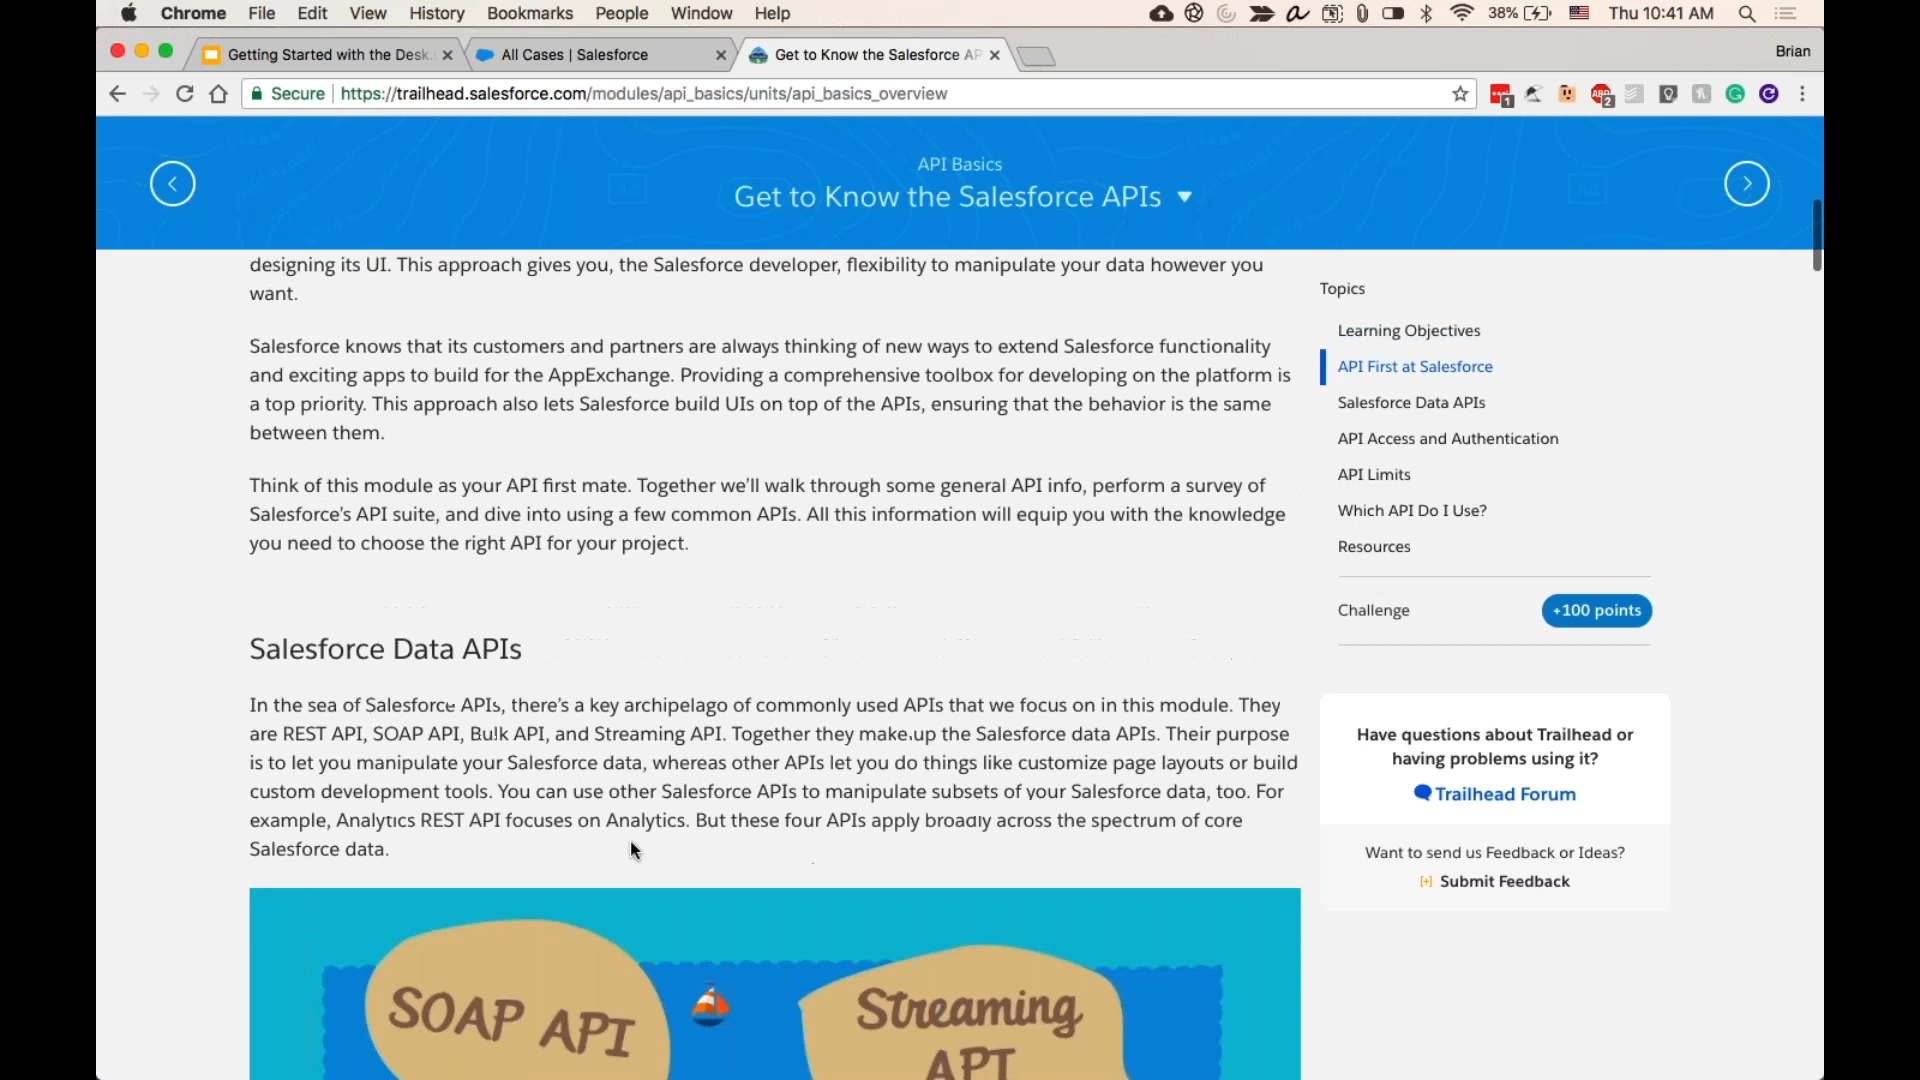 Chrome File Edit View History Bookmarks People Window Help 38% Thu 10:41 AM
Getting Started with the Desk. All Cases | Salesforce Get to Know the Salesforce AP Brian
Secure https://trailhead.salesforce.com/modules/api_basics/units/api_basics_overview
1
ABP
2
API Basics
Get to Know the Salesforce APIs
designing its UI. This approach gives you, the Salesforce developer, flexibility to manipulate your data however you
want.
Salesforce knows that its customers and partners are always thinking of new ways to extend Salesforce functionality
and exciting apps to build for the AppExchange. Providing a comprehensive toolbox for developing on the platform is
a top priority. This approach also lets Salesforce build UIs on top of the APIs, ensuring that the behavior is the same
between them.
Think of this module as your API first mate. Together we'll walk through some general API info, perform a survey of
Salesforce's API suite, and dive into using a few common APIs. All this information will equip you with the knowledge
you need to choose the right API for your project.
Salesforce Data APIs
In the sea of Salesforce APIs, there's a key archipelago of commonly used APIs that we focus on in this module. They
are REST API, SOAP API, Bulk API, and Streaming API. Together they make up the Salesforce data APIs. Their purpose
is to let you manipulate your Salesforce data, whereas other APIs let you do things like customize page layouts or build
custom development tools. You can use other Salesforce APIs to manipulate subsets of your Salesforce data, too. For
example, Analytics REST API focuses on Analytics. But these four APIs apply broadly across the spectrum of core
Salesforce data.
SOAP API
Streaming
API
Topics
Learning Objectives
API First at Salesforce
Salesforce Data APIs
API Access and Authentication
API Limits
Which API Do I Use?
Resources
Challenge +100 points
Have questions about Trailhead or
having problems using it?
Trailhead Forum
Want to send us Feedback or Ideas?
[+] Submit Feedback